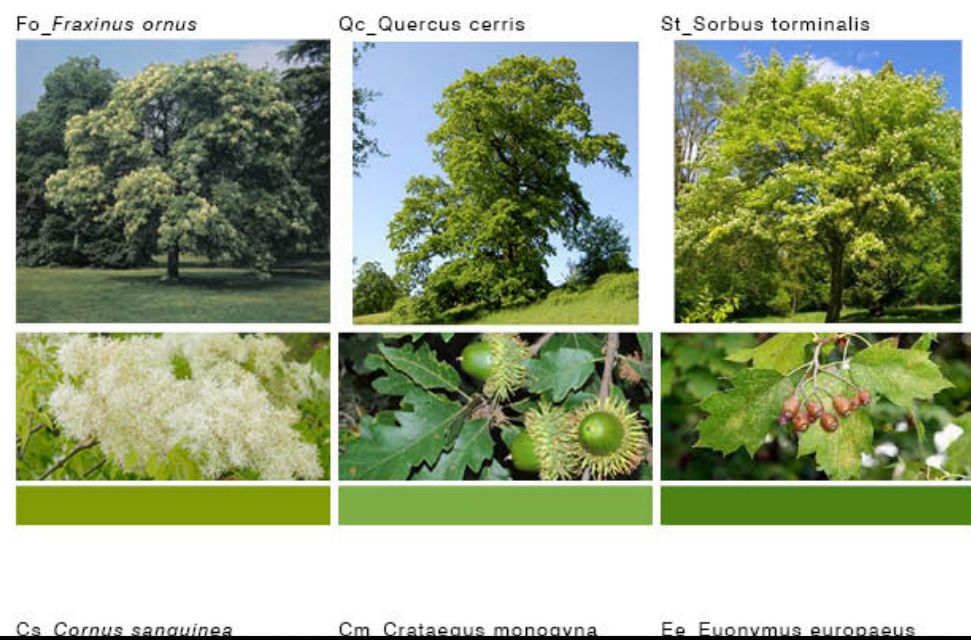 Fo_Fraxinus ornus
Qc_Quercus cerris
St_Sorbus torminalis
Cs_Cornus sanguinea
Cm_Crataegus monogyna
Ee_Euonymus europaeus